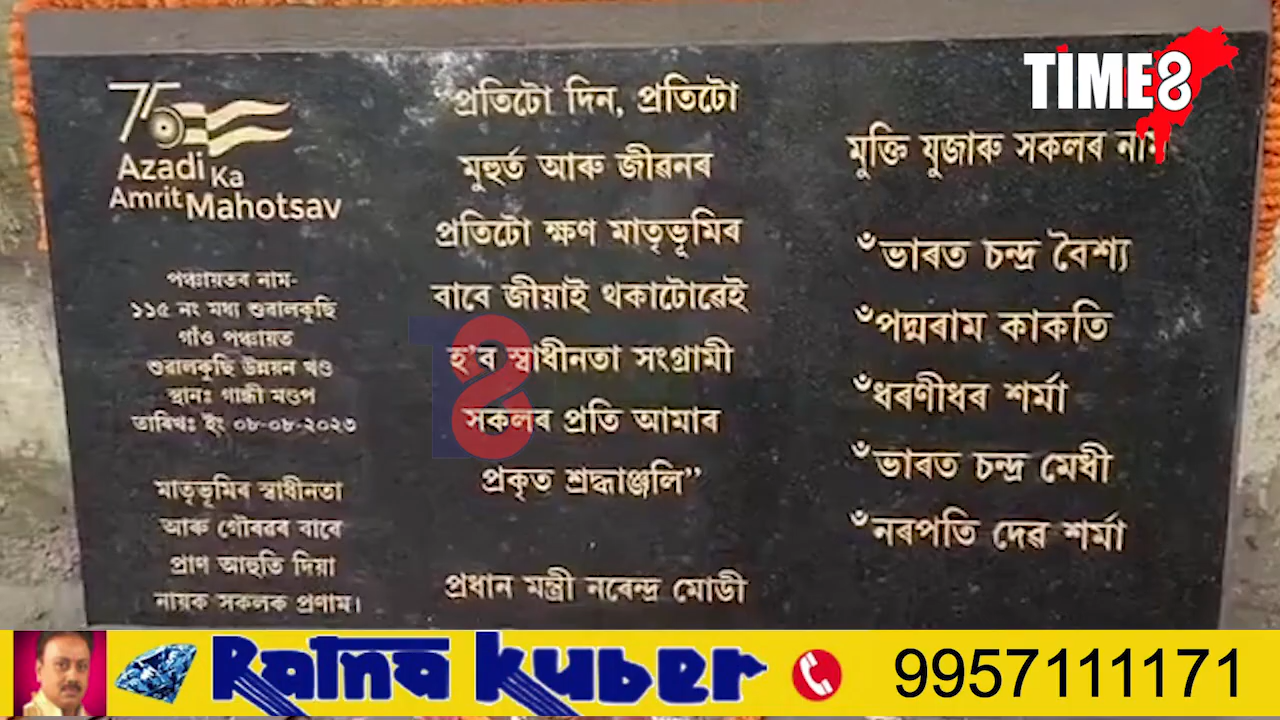 75
Azadi Ka
Amrit Mahotsav
পঞ্চায়তৰ নাম-
১১৫ নং মধ্য শুৱালকুছি
গাঁও পঞ্চায়ত
শুৱালকুছি উন্নয়ন খণ্ড
স্থানঃ গান্ধী মণ্ডপ
তাৰিখঃ ইং ০৮-০৮-২০২৩
মাতৃভূমিৰ স্বাধীনতা
আৰু গৌৰৱৰ বাবে
প্ৰাণ আহুতি দিয়া
নায়ক সকলক প্ৰণাম।
“প্ৰতিটো দিন, প্ৰতিটো
মুহুৰ্ত আৰু জীৱনৰ
প্ৰতিটো ক্ষণ মাতৃভূমিৰ
বাবে জীয়াই থকাটোৱেই
হ’ব স্বাধীনতা সংগ্ৰামী
সকলৰ প্ৰতি আমাৰ
প্ৰকৃত শ্ৰদ্ধাঞ্জলি’’
প্ৰধান মন্ত্ৰী নৰেন্দ্ৰ মোডী
মুক্তি যুজাৰু সকলৰ নাম
ঁভাৰত চন্দ্ৰ বৈশ্য
ঁপদ্মৰাম কাকতি
ঁধৰণীধৰ শৰ্মা
ঁভাৰত চন্দ্ৰ মেধী
ঁনৰপতি দেৱ শৰ্মা
TIME8
T8
Ratna Kuber
9957111171